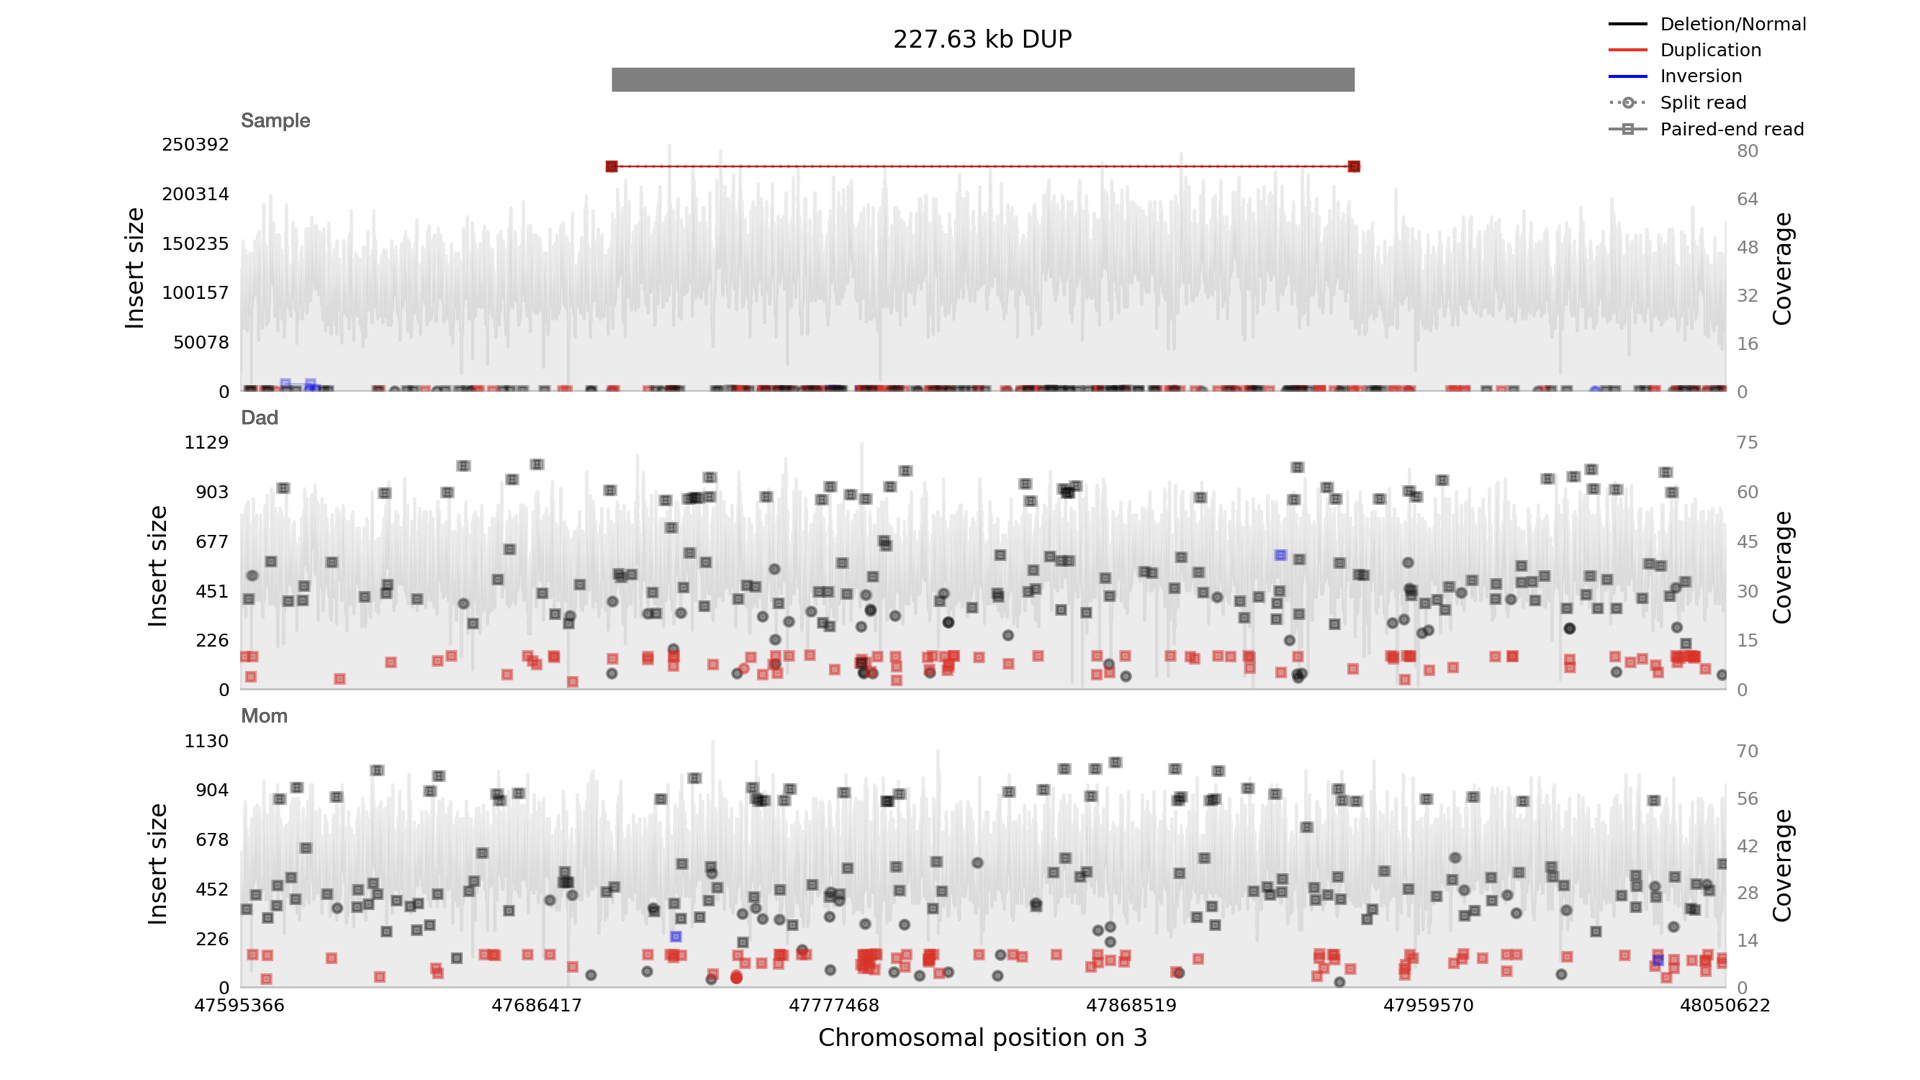 227.63 kb DUP
Deletion/Normal
Duplication
Inversion
Split read
Paired-end read
Sample
250392
200314
150235
100157
50078
0
Insert size
80
64
48
32
16
0
Coverage
Dad
1129
903
677
451
226
0
Insert size
75
60
45
30
15
0
Coverage
Mom
1130
904
678
452
226
0
Insert size
70
56
42
28
14
0
Coverage
47595366 47686417 47777468 47868519 47959570 48050622
Chromosomal position on 3